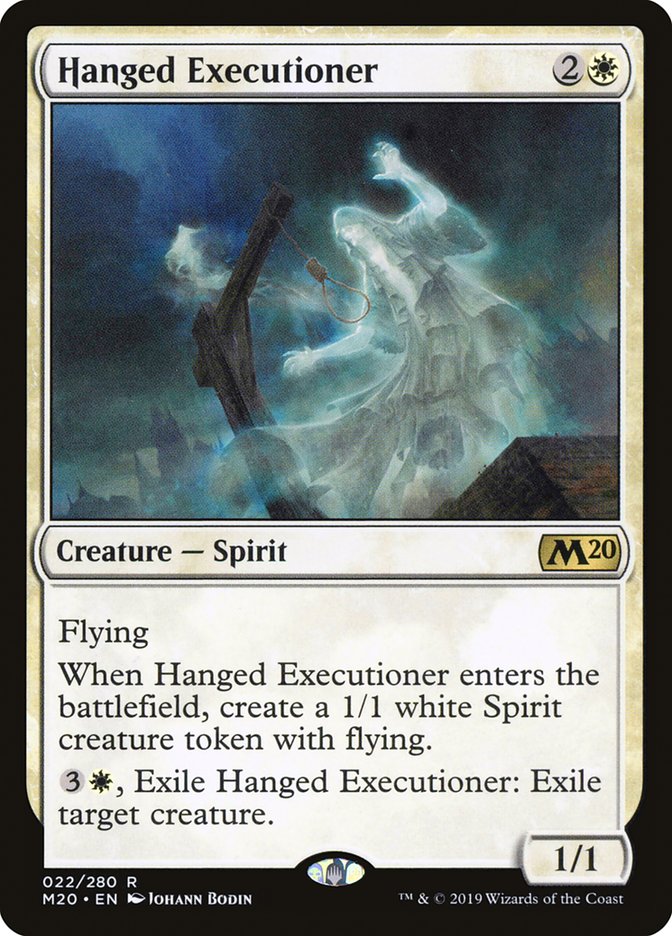 Hanged Executioner 2
Creature — Spirit M20
Flying
When Hanged Executioner enters the
battlefield, create a 1/1 white Spirit
creature token with flying.
3, Exile Hanged Executioner: Exile
target creature.
1/1
022/280 R
M20 • EN Johann Bodin
™ & © 2019 Wizards of the Coast